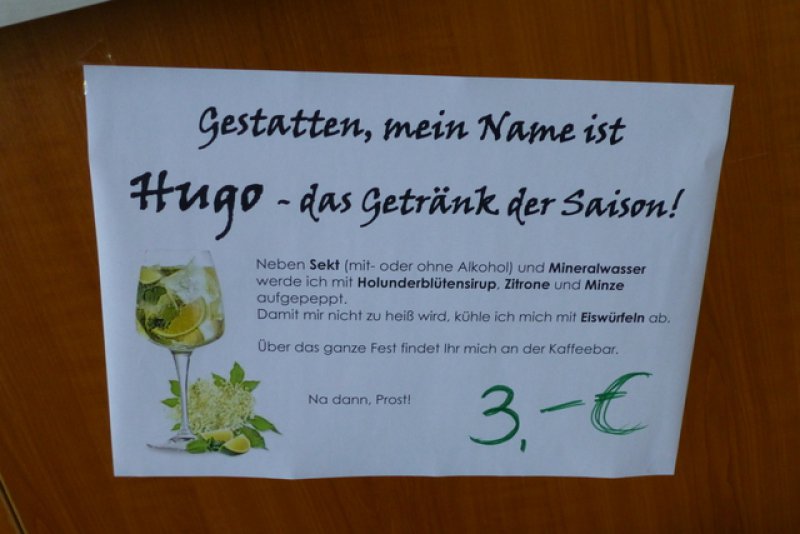 Gestatten, mein Name ist
Hugo - das Getränk der Saison!
Neben Sekt (mit- oder ohne Alkohol) und Mineralwasser
werde ich mit Holunderblütensirup, Zitrone und Minze
aufgepeppt.
Damit mir nicht zu heiß wird, kühle ich mich mit Eiswürfeln ab.
Über das ganze Fest findet Ihr mich an der Kaffeebar.
Na dann, Prost!
3,-€